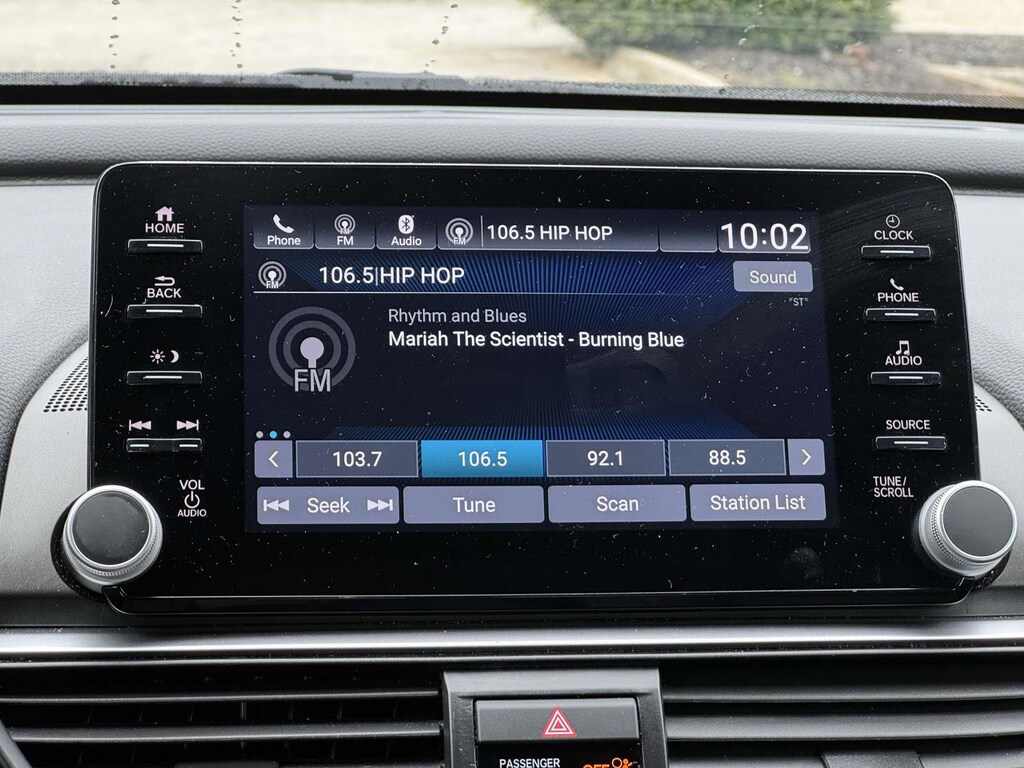 HOME
BACK
VOL
AUDIO
Phone
FM
Audio
106.5 HIP HOP
10:02
FM
106.5|HIP HOP
Sound
"ST"
Rhythm and Blues
Mariah The Scientist - Burning Blue
FM
103.7
106.5
92.1
88.5
Seek
Tune
Scan
Station List
CLOCK
PHONE
AUDIO
SOURCE
TUNE/
SCROLL
PASSENGER
OFF